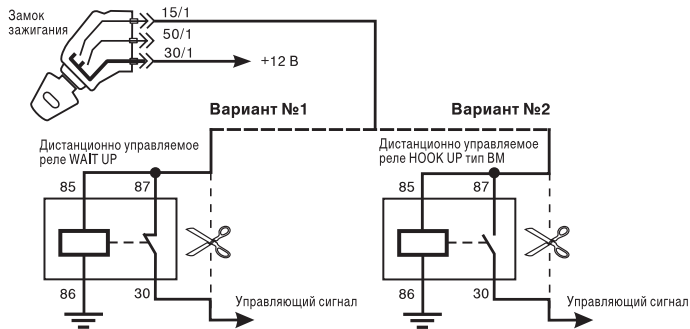 Замок
зажигания
15/1
50/1
30/1
+12 В
Вариант №1
Вариант №2
Дистанционно управляемое
реле WAIT UP
Дистанционно управляемое
реле HOOK UP тип ВМ
85
87
85
87
86
30
Управляющий сигнал
86
30
Управляющий сигнал